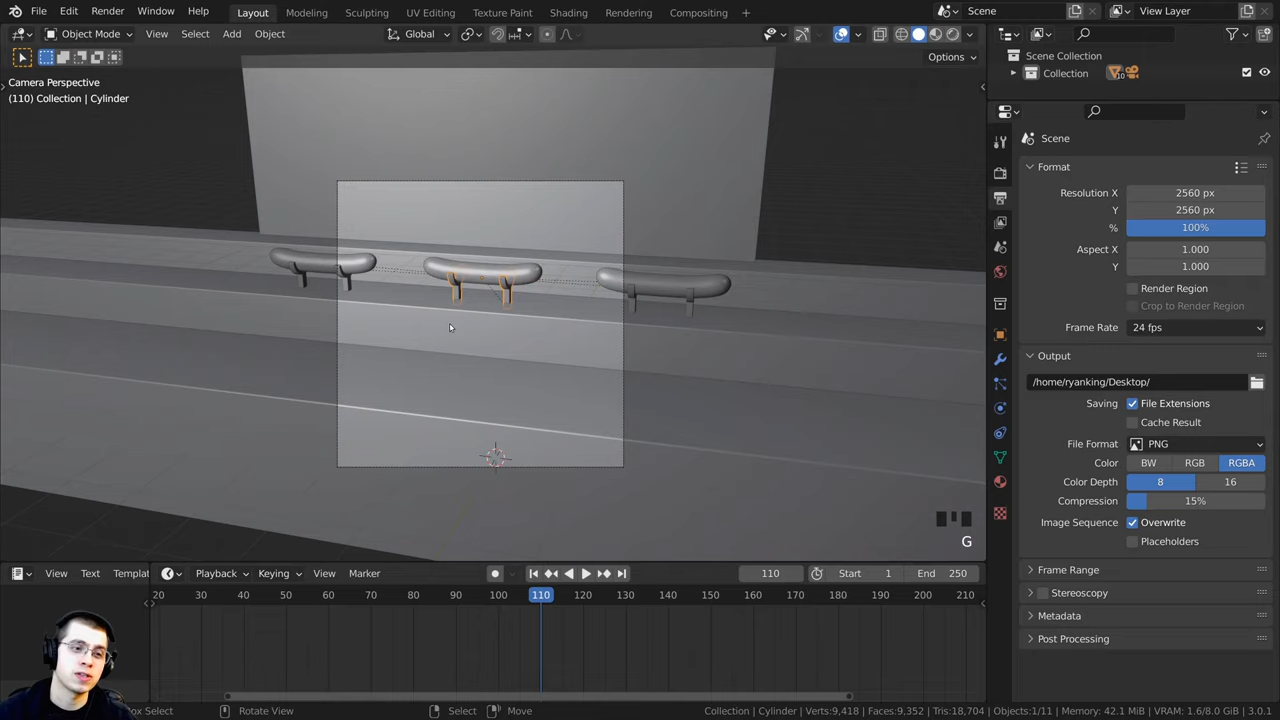 File Edit Render Window Help Layout Modeling Sculpting UV Editing Texture Paint Shading Rendering Compositing + Scene View Layer
Object Mode View Select Add Object Global
Options
Camera Perspective
(110) Collection | Cylinder
Scene Collection
Collection 10
Scene
Format
Resolution X 2560 px
Y 2560 px
% 100%
Aspect X 1.000
Y 1.000
Render Region
Crop to Render Region
Frame Rate 24 fps
Output
/home/ryanking/Desktop/
Saving File Extensions
Cache Result
File Format PNG
Color BW RGB RGBA
Color Depth 8 16
Compression 15%
Image Sequence Overwrite
Placeholders
Frame Range
Stereoscopy
Metadata
Post Processing
G
View Text Templat Playback Keying View Marker 110 Start 1 End 250
20 30 40 50 60 70 80 90 100 110 120 130 140 150 160 170 180 190 200 210
ox Select Rotate View Select Move Collection | Cylinder | Verts:9,418 | Faces:9,352 | Tris:18,704 | Objects:1/11 | Memory: 42.1 MiB | VRAM: 1.6/8.0 GiB | 3.0.1